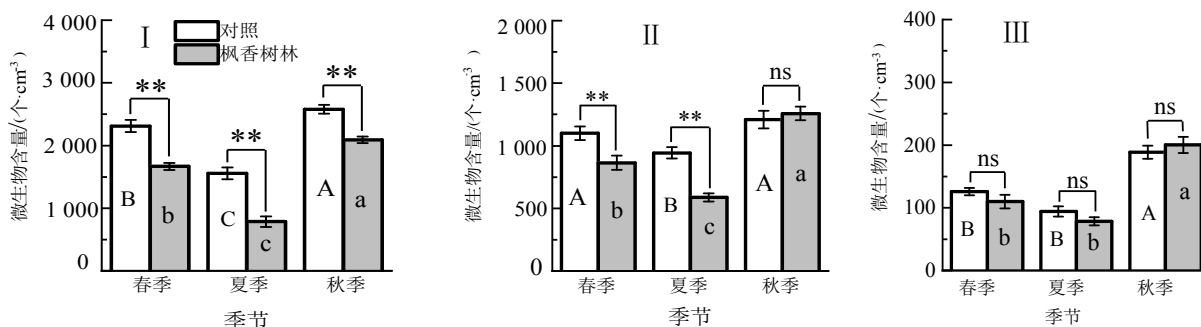 I
对照
枫香树林
微生物含量/(个·cm⁻³)
4 000
3 000
2 000
1 000
0
**
**
**
B
b
C
c
A
a
春季
夏季
秋季
季节
II
微生物含量/(个·cm⁻³)
2 000
1 500
1 000
500
0
**
**
ns
A
b
B
c
A
a
春季
夏季
秋季
季节
III
微生物含量/(个·cm⁻³)
400
300
200
100
0
ns
ns
ns
B
b
B
b
A
a
春季
夏季
秋季
季节